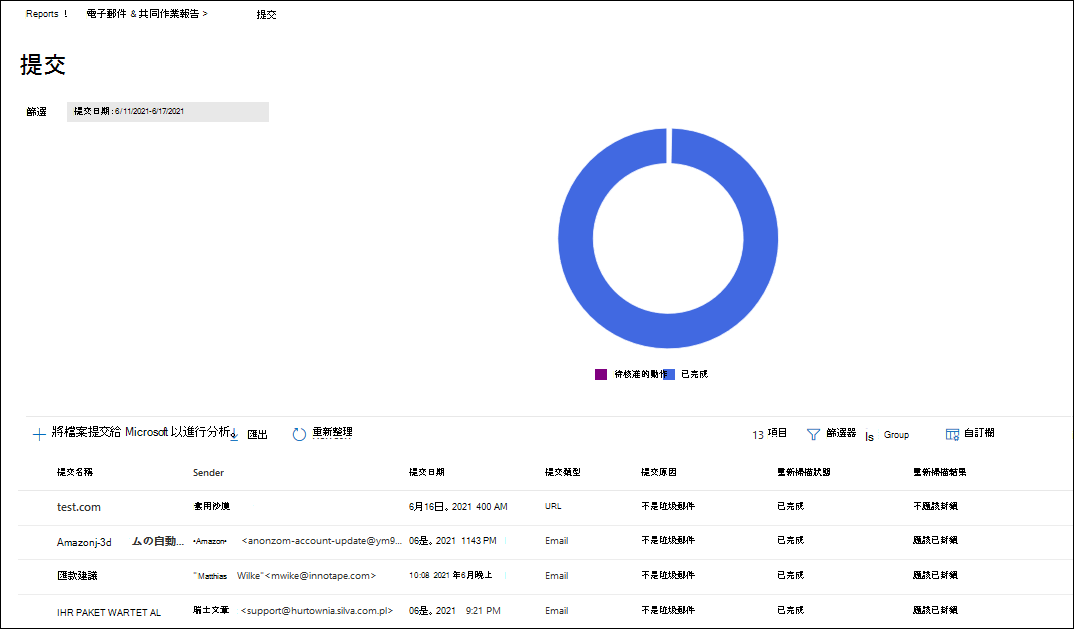 Reports ! 電子郵件 & 共同作業報告 > 提交
提交
篩選 提交日期 : 6/11/2021-6/17/2021
待核准的動作 已完成
將檔案提交給 Microsoft 以進行分析 匯出 重新整理 13 項目 篩選器 Is Group 自訂欄
提交名稱 Sender 提交日期 提交類型 提交原因 重新掃描狀態 重新掃描結果
test.com 套用沙漠 6月16日。2021 400 AM URL 不是垃圾郵件 已完成 不應該封鎖
Amazonj-3d ムの自動... •Amazon• <anonzom-account-update@ym9... 06是。2021 1143 PM Email 不是垃圾郵件 已完成 應該已封鎖
匯款建議 "Matthias Wilke"<mwike@innotape.com> 10:08 2021 年6月晚上 Email 不是垃圾郵件 已完成 應該已封鎖
IHR PAKET WARTET AL 瑞士文章 <support@hurtownia.silva.com.pl> 06是。2021 9:21 PM Email 不是垃圾郵件 已完成 應該已封鎖